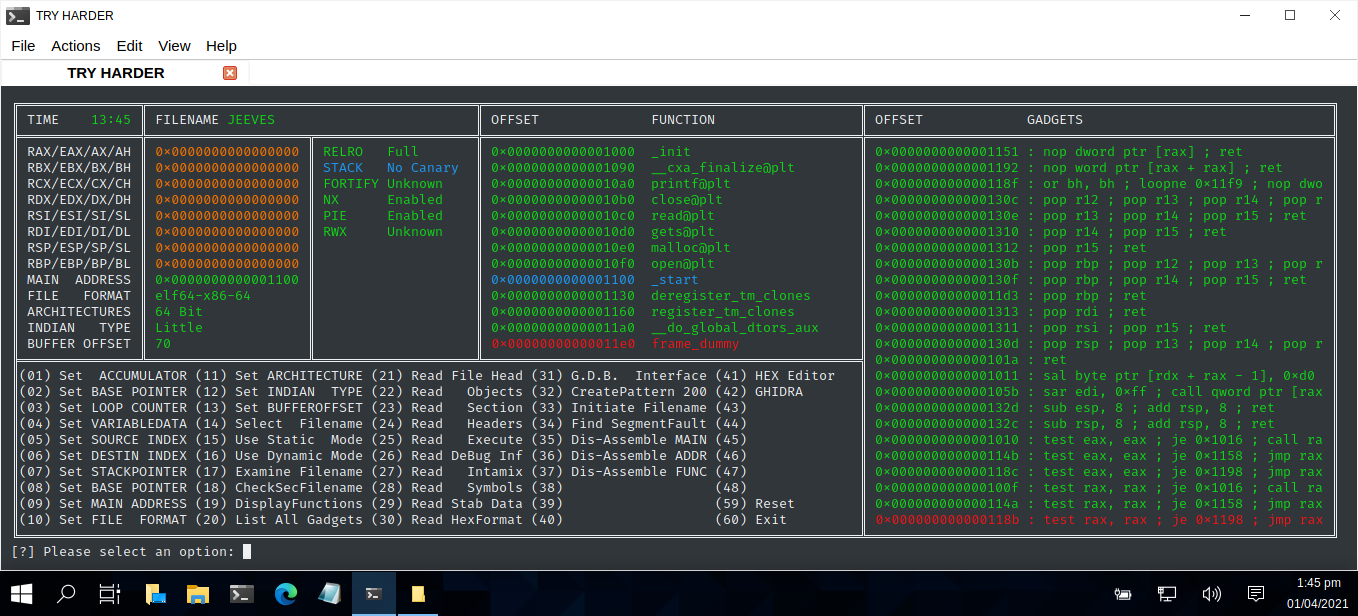 TRY HARDER
File Actions Edit View Help
TRY HARDER
TIME 13:45 FILENAME JEEVES OFFSET FUNCTION OFFSET GADGETS
RAX/EAX/AX/AH 0×0000000000000000 RELRO Full 0×0000000000001000 _init 0×0000000000001151 : nop dword ptr [rax] ; ret
RBX/EBX/BX/BH 0×0000000000000000 STACK No Canary 0×0000000000001090 __cxa_finalize@plt 0×0000000000001192 : nop word ptr [rax + rax] ; ret
RCX/ECX/CX/CH 0×0000000000000000 FORTIFY Unknown 0×00000000000010a0 printf@plt 0×000000000000118f : or bh, bh ; loopne 0×11f9 ; nop dwo
RDX/EDX/DX/DH 0×0000000000000000 NX Enabled 0×00000000000010b0 close@plt 0×000000000000130c : pop r12 ; pop r13 ; pop r14 ; pop r
RSI/ESI/SI/SL 0×0000000000000000 PIE Enabled 0×00000000000010c0 read@plt 0×000000000000130e : pop r13 ; pop r14 ; pop r15 ; ret
RDI/EDI/DI/DL 0×0000000000000000 RWX Unknown 0×00000000000010d0 gets@plt 0×0000000000001310 : pop r14 ; pop r15 ; ret
RSP/ESP/SP/SL 0×0000000000000000 0×00000000000010e0 malloc@plt 0×0000000000001312 : pop r15 ; ret
RBP/EBP/BP/BL 0×0000000000000000 0×00000000000010f0 open@plt 0×000000000000130b : pop rbp ; pop r12 ; pop r13 ; pop r
MAIN ADDRESS 0×0000000000001100 0×0000000000001100 _start 0×000000000000130f : pop rbp ; pop r14 ; pop r15 ; ret
FILE FORMAT elf64-x86-64 0×0000000000001130 deregister_tm_clones 0×00000000000011d3 : pop rbp ; ret
ARCHITECTURES 64 Bit 0×0000000000001160 register_tm_clones 0×0000000000001313 : pop rdi ; ret
INDIAN TYPE Little 0×00000000000011a0 __do_global_dtors_aux 0×0000000000001311 : pop rsi ; pop r15 ; ret
BUFFER OFFSET 70 0×00000000000011e0 frame_dummy 0×000000000000130d : pop rsp ; pop r13 ; pop r14 ; pop r
0×000000000000101a : ret
(01) Set ACCUMULATOR (11) Set ARCHITECTURE (21) Read File Head (31) G.D.B. Interface (41) HEX Editor 0×0000000000001011 : sal byte ptr [rdx + rax - 1], 0×d0
(02) Set BASE POINTER (12) Set INDIAN TYPE (22) Read Objects (32) CreatePattern 200 (42) GHIDRA 0×000000000000105b : sar edi, 0×ff ; call qword ptr [rax
(03) Set LOOP COUNTER (13) Set BUFFEROFFSET (23) Read Section (33) Initiate Filename (43) 0×000000000000132d : sub esp, 8 ; add rsp, 8 ; ret
(04) Set VARIABLEDATA (14) Select Filename (24) Read Headers (34) Find SegmentFault (44) 0×000000000000132c : sub rsp, 8 ; add rsp, 8 ; ret
(05) Set SOURCE INDEX (15) Use Static Mode (25) Read Execute (35) Dis-Assemble MAIN (45) 0×0000000000001010 : test eax, eax ; je 0×1016 ; call ra
(06) Set DESTIN INDEX (16) Use Dynamic Mode (26) Read DeBug Inf (36) Dis-Assemble ADDR (46) 0×000000000000114b : test eax, eax ; je 0×1158 ; jmp rax
(07) Set STACKPOINTER (17) Examine Filename (27) Read Intamix (37) Dis-Assemble FUNC (47) 0×000000000000118c : test eax, eax ; je 0×1198 ; jmp rax
(08) Set BASE POINTER (18) CheckSecFilename (28) Read Symbols (38) (48) 0×000000000000100f : test rax, rax ; je 0×1016 ; call ra
(09) Set MAIN ADDRESS (19) DisplayFunctions (29) Read Stab Data (39) (59) Reset 0×000000000000114a : test rax, rax ; je 0×1158 ; jmp rax
(10) Set FILE FORMAT (20) List All Gadgets (30) Read HexFormat (40) (60) Exit 0×000000000000118b : test rax, rax ; je 0×1198 ; jmp rax
[?] Please select an option:
1:45 pm
01/04/2021